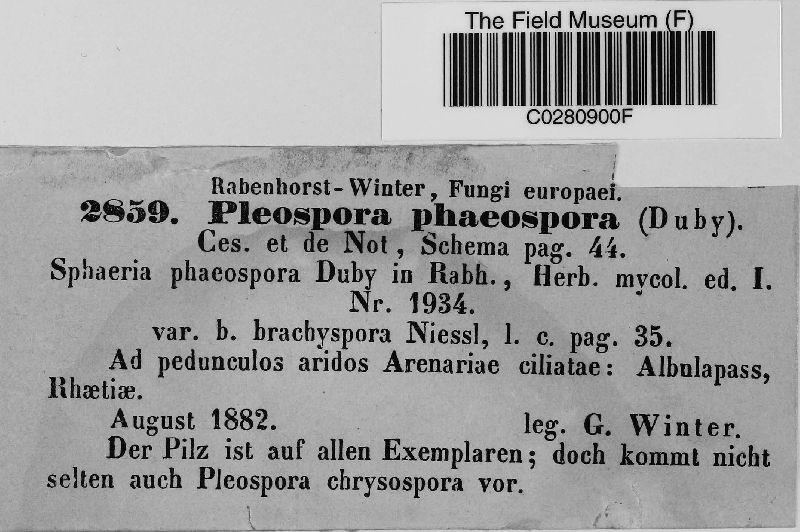 The Field Museum (F)
C0280900F
Rabenhorst-Winter, Fungi europaei.
2859. Pleospora phaeospora (Duby).
Ces. et de Not, Schema pag. 44.
Sphaeria phaeospora Duby in Rabh., Herb. mycol. ed. I.
Nr. 1934.
var. b. brachyspora Niessl, l. c. pag. 35.
Ad pedunculos aridos Arenariae ciliatae: Albulapass,
Rhætiæ.
August 1882. leg. G. Winter.
Der Pilz ist auf allen Exemplaren; doch kommt nicht
selten auch Pleospora chrysospora vor.